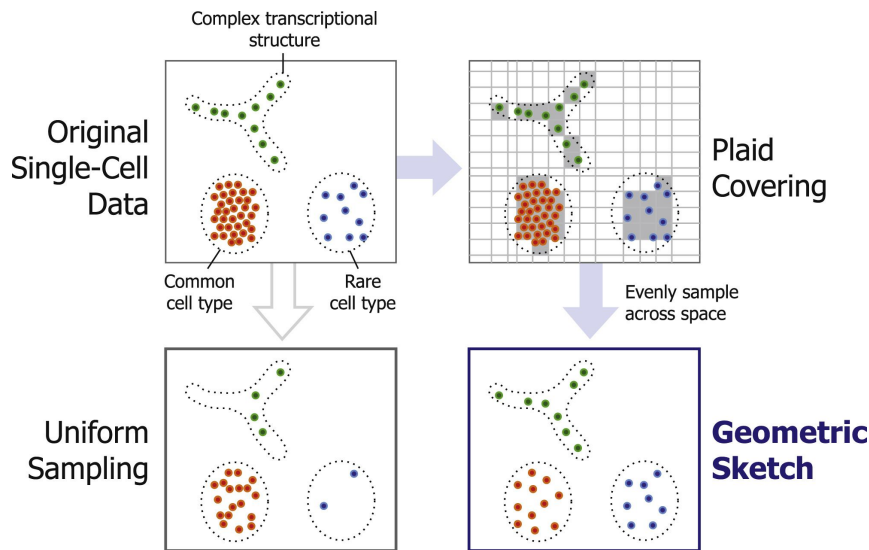 Complex transcriptional
structure
Original
Single-Cell
Data
Plaid
Covering
Common
cell type
Rare
cell type
Evenly sample
across space
Uniform
Sampling
Geometric
Sketch